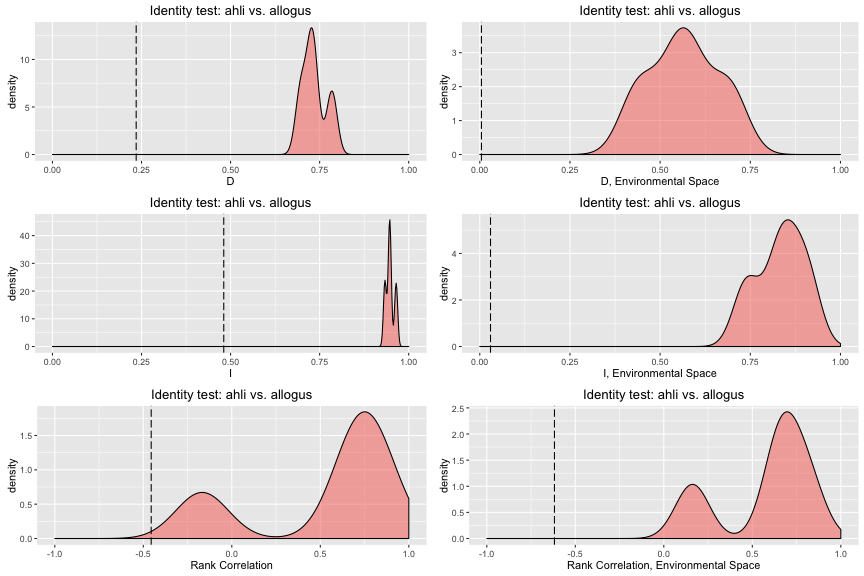 Identity test: ahli vs. allogus
density
10
5
0
0.00 0.25 0.50 0.75 1.00
D
Identity test: ahli vs. allogus
density
3
2
1
0
0.00 0.25 0.50 0.75 1.00
D, Environmental Space
Identity test: ahli vs. allogus
density
40
30
20
10
0
0.00 0.25 0.50 0.75 1.00
I
Identity test: ahli vs. allogus
density
4
2
0
0.00 0.25 0.50 0.75 1.00
I, Environmental Space
Identity test: ahli vs. allogus
density
1.5
1.0
0.5
0.0
-1.0 -0.5 0.0 0.5 1.0
Rank Correlation
Identity test: ahli vs. allogus
density
2.5
2.0
1.5
1.0
0.5
0.0
-1.0 -0.5 0.0 0.5 1.0
Rank Correlation, Environmental Space